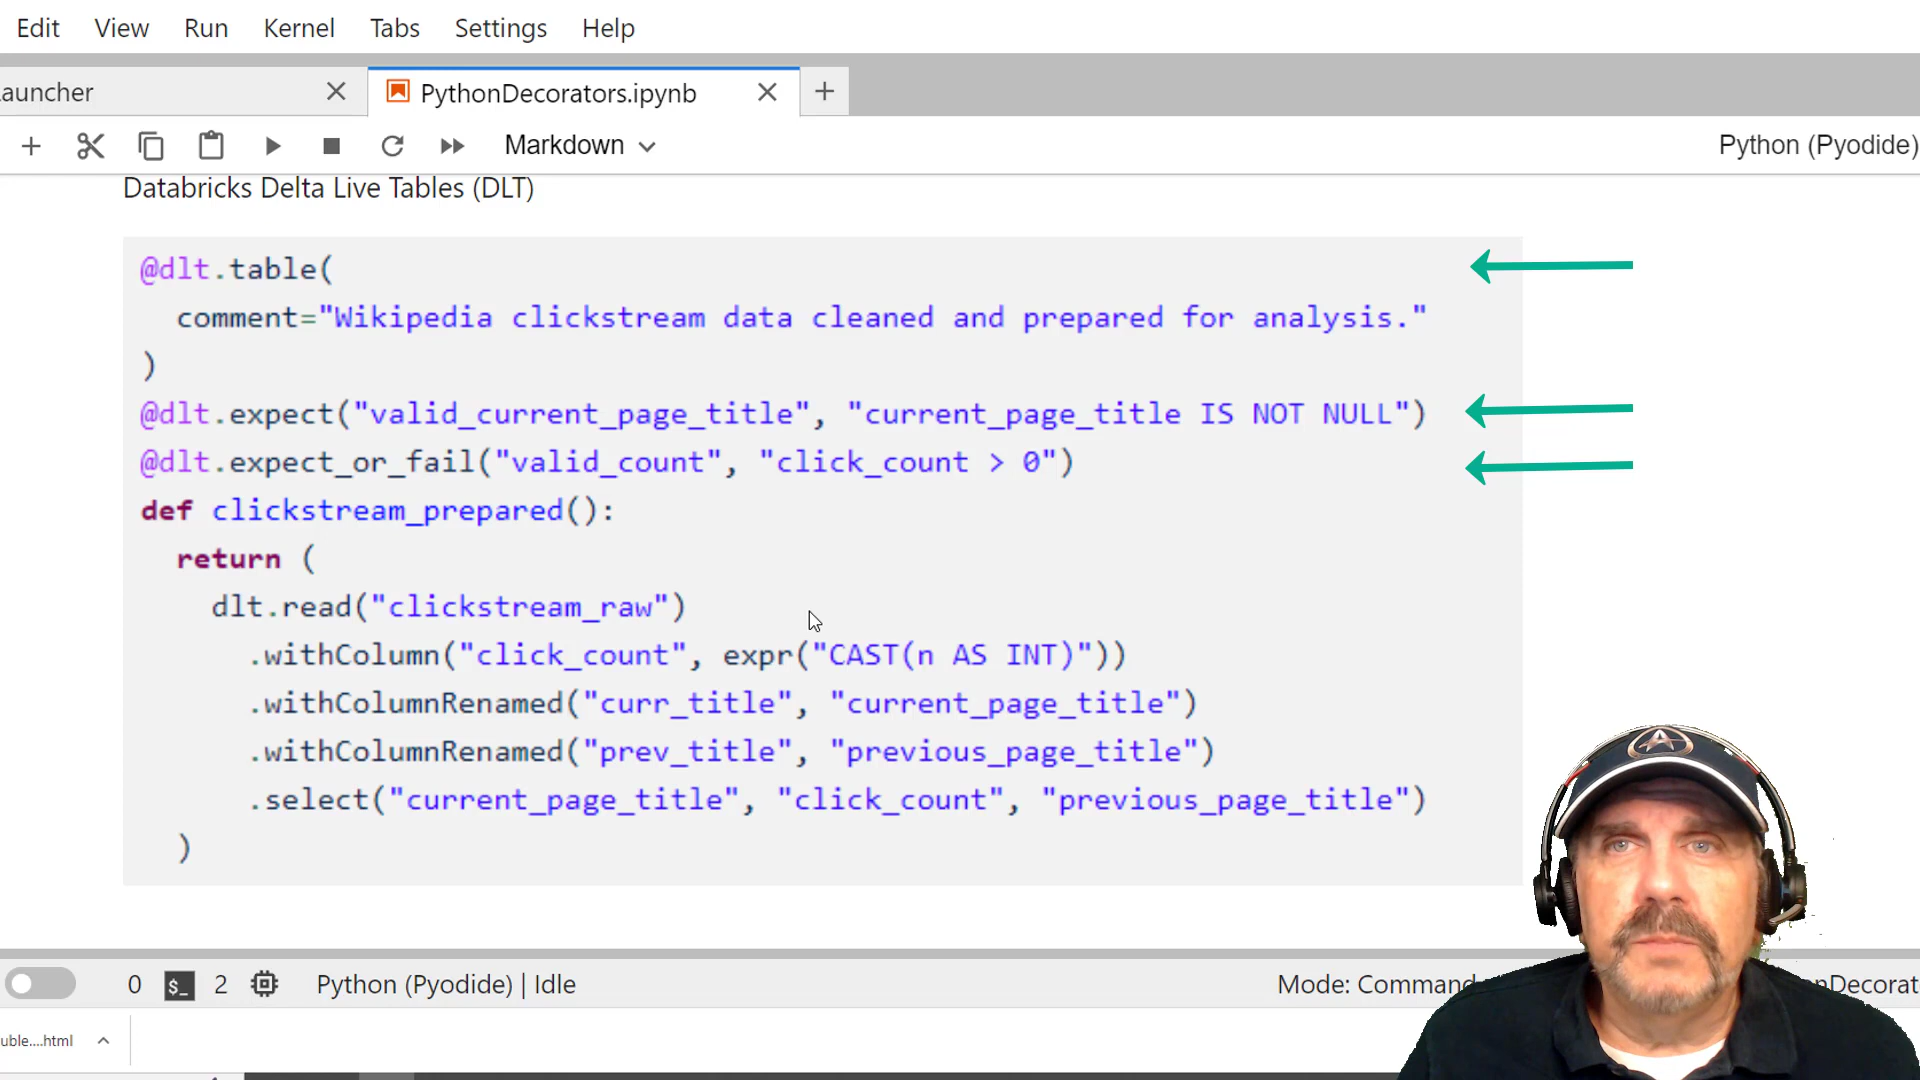 Edit View Run Kernel Tabs Settings Help
auncher PythonDecorators.ipynb
Markdown Python (Pyodide)
Databricks Delta Live Tables (DLT)
@dlt.table(
comment="Wikipedia clickstream data cleaned and prepared for analysis."
)
@dlt.expect("valid_current_page_title", "current_page_title IS NOT NULL")
@dlt.expect_or_fail("valid_count", "click_count > 0")
def clickstream_prepared():
return (
dlt.read("clickstream_raw")
.withColumn("click_count", expr("CAST(n AS INT)"))
.withColumnRenamed("curr_title", "current_page_title")
.withColumnRenamed("prev_title", "previous_page_title")
.select("current_page_title", "click_count", "previous_page_title")
)
0 $_ 2 Python (Pyodide) | Idle Mode: Command nDecorat
uble....html